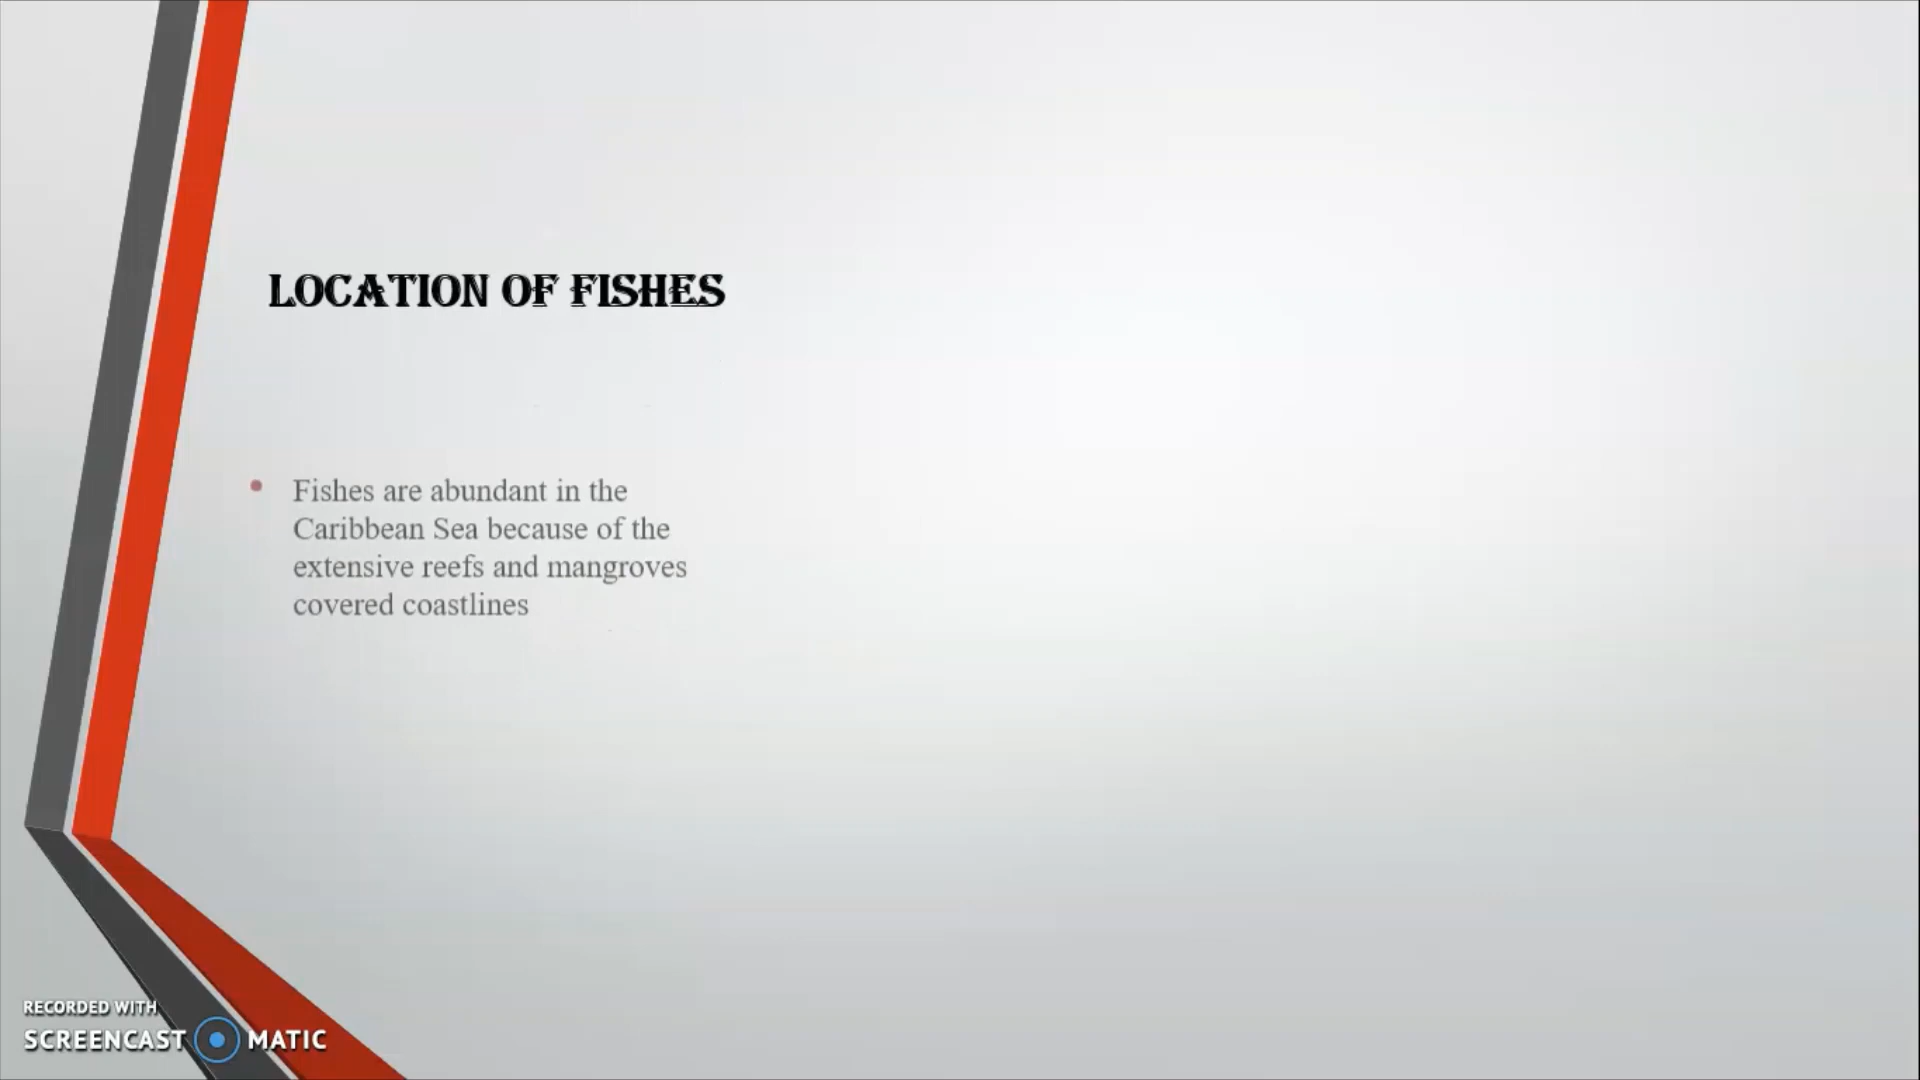 LOCATION OF FISHES
Fishes are abundant in the
Caribbean Sea because of the
extensive reefs and mangroves
covered coastlines
RECORDED WITH
SCREENCAST MATIC